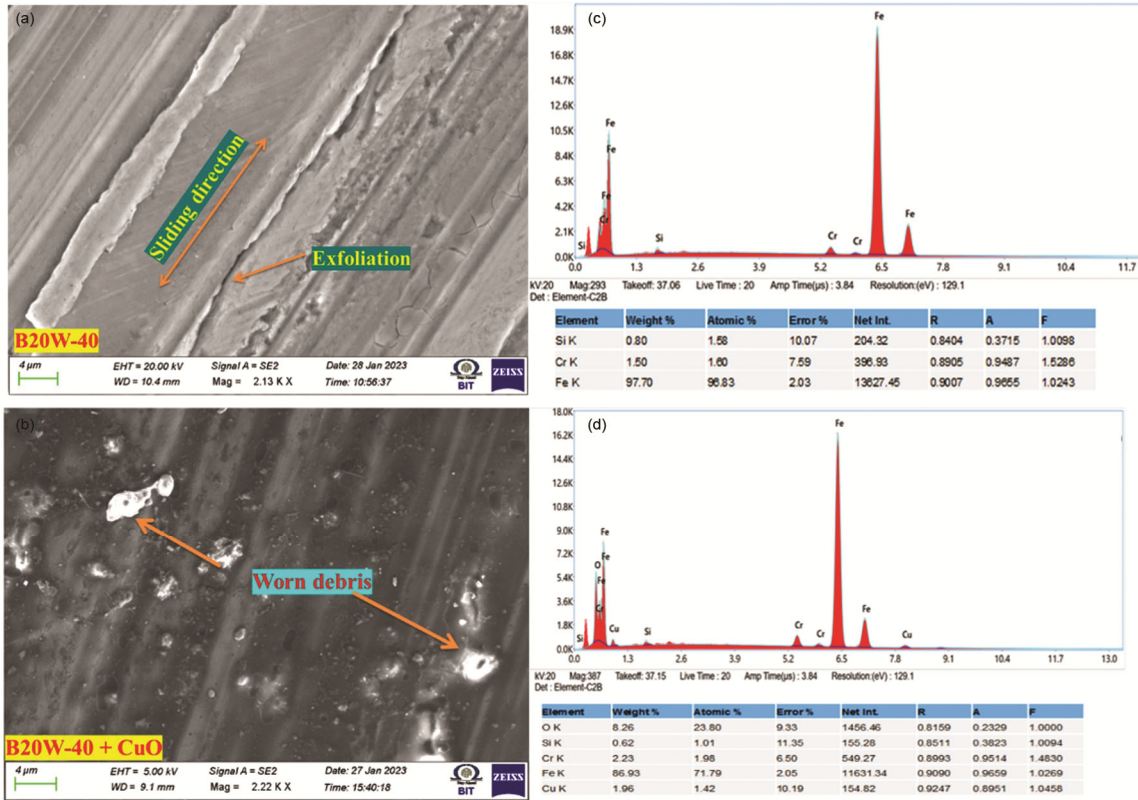 (a)
Sliding direction
Exfoliation
B20W-40
4 µm
EHT = 20.00 kV
Signal A = SE2
Date: 28 Jan 2023
WD = 10.4 mm
Mag = 2.13 K X
Time: 10:56:37
BIT
ZEISS
(c)
18.9K
16.8K
14.7K
12.6K
10.5K
8.4K
6.3K
4.2K
2.1K
0.0K
Fe
Fe
Fe
Fe
Cr
Si
Si
Cr
Cr
Fe
0.0 1.3 2.6 3.9 5.2 6.5 7.8 9.1 10.4 11.7
kV:20 Mag:293 Takeoff: 37.06 Live Time : 20 Amp Time(µs) : 3.84 Resolution:(eV) : 129.1
Det : Element-C2B
Element Weight % Atomic % Error % Net Int. R A F
Si K 0.80 1.58 10.07 204.32 0.8404 0.3715 1.0098
Cr K 1.50 1.60 7.59 396.93 0.8905 0.9487 1.5286
Fe K 97.70 96.83 2.03 13627.45 0.9007 0.9655 1.0243
(b)
Worn debris
B20W-40 + CuO
4 µm
EHT = 5.00 kV
Signal A = SE2
Date: 27 Jan 2023
WD = 9.1 mm
Mag = 2.22 K X
Time: 15:40:18
BIT
ZEISS
(d)
18.0K
16.2K
14.4K
12.6K
10.8K
9.0K
7.2K
5.4K
3.6K
1.8K
0.0K
Fe
Fe
Fe
O
Fe
Cr
Cu
Si
Si
Cr
Cr
Fe
Cu
0.0 1.3 2.6 3.9 5.2 6.5 7.8 9.1 10.4 11.7 13.0
kV:20 Mag:387 Takeoff: 37.15 Live Time : 20 Amp Time(µs) : 3.84 Resolution:(eV) : 129.1
Det : Element-C2B
Element Weight % Atomic % Error % Net Int. R A F
O K 8.26 23.80 9.33 1456.46 0.8159 0.2329 1.0000
Si K 0.62 1.01 11.35 155.28 0.8511 0.3823 1.0094
Cr K 2.23 1.98 6.50 549.27 0.8993 0.9514 1.4830
Fe K 86.93 71.79 2.05 11631.34 0.9090 0.9659 1.0269
Cu K 1.96 1.42 10.19 154.82 0.9247 0.8951 1.0458